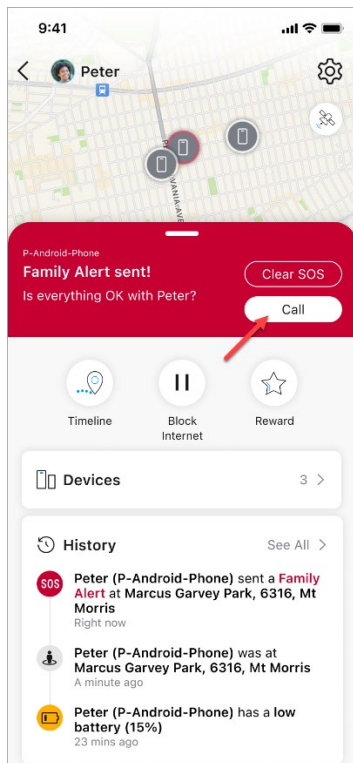 9:41
Peter
VANIA AVE
P-Android-Phone
Family Alert sent!
Clear SOS
Is everything OK with Peter?
Call
Timeline
Block
Internet
Reward
Devices
3
History
See All
SOS
Peter (P-Android-Phone) sent a Family
Alert at Marcus Garvey Park, 6316, Mt
Morris
Right now
Peter (P-Android-Phone) was at
Marcus Garvey Park, 6316, Mt Morris
A minute ago
Peter (P-Android-Phone) has a low
battery (15%)
23 mins ago